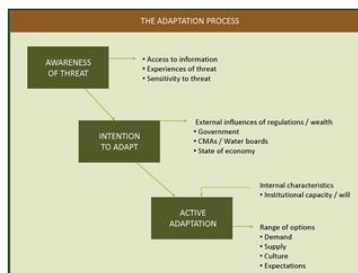 THE ADAPTATION PROCESS
AWARENESS
OF THREAT
• Access to information
• Experiences of threat
• Sensitivity to threat
INTENTION
TO ADAPT
External influences of regulations / wealth
• Government
• CMAs / Water boards
• State of economy
Internal characteristics
• Institutional capacity / will
ACTIVE
ADAPTATION
Range of options
• Demand
• Supply
• Culture
• Expectations